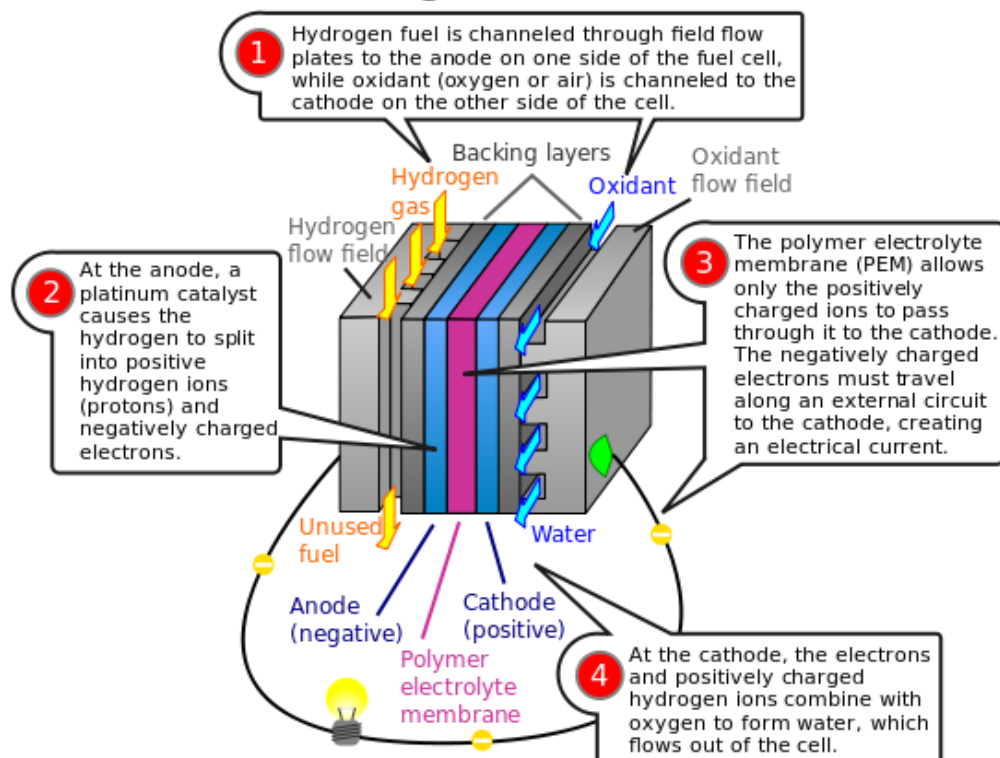 1
Hydrogen fuel is channeled through field flow
plates to the anode on one side of the fuel cell,
while oxidant (oxygen or air) is channeled to the
cathode on the other side of the cell.
Backing layers
Oxidant
flow field
Hydrogen
gas
Oxidant
Hydrogen
flow field
2
At the anode, a
platinum catalyst
causes the
hydrogen to split
into positive
hydrogen ions
(protons) and
negatively charged
electrons.
3
The polymer electrolyte
membrane (PEM) allows
only the positively
charged ions to pass
through it to the cathode.
The negatively charged
electrons must travel
along an external circuit
to the cathode, creating
an electrical current.
Unused
fuel
Water
Anode
(negative)
Cathode
(positive)
Polymer
electrolyte
membrane
4
At the cathode, the electrons
and positively charged
hydrogen ions combine with
oxygen to form water, which
flows out of the cell.